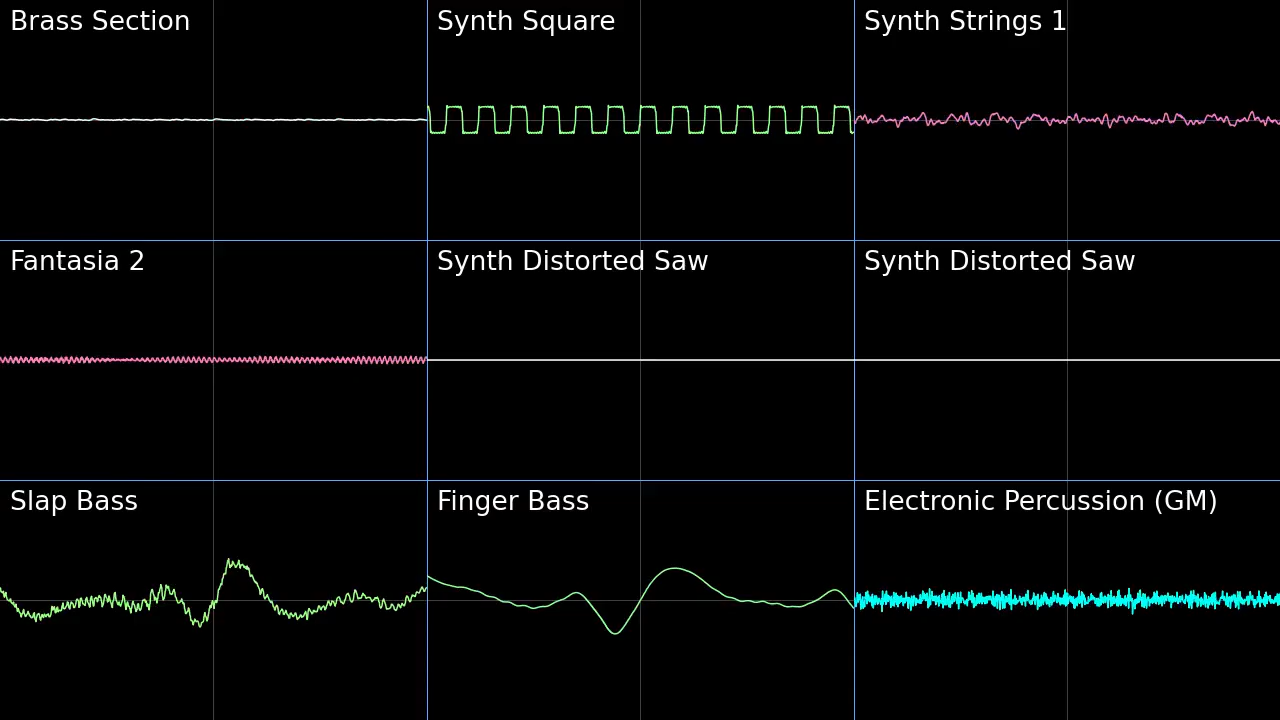 Brass Section
Synth Square
Synth Strings 1
Fantasia 2
Synth Distorted Saw
Synth Distorted Saw
Slap Bass
Finger Bass
Electronic Percussion (GM)